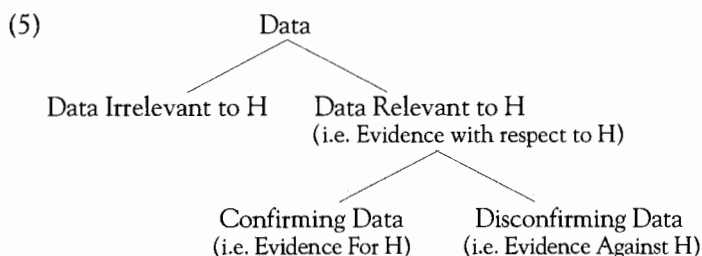 (5) Data
Data Irrelevant to H Data Relevant to H
(i.e. Evidence with respect to H)
Confirming Data Disconfirming Data
(i.e. Evidence For H) (i.e. Evidence Against H)